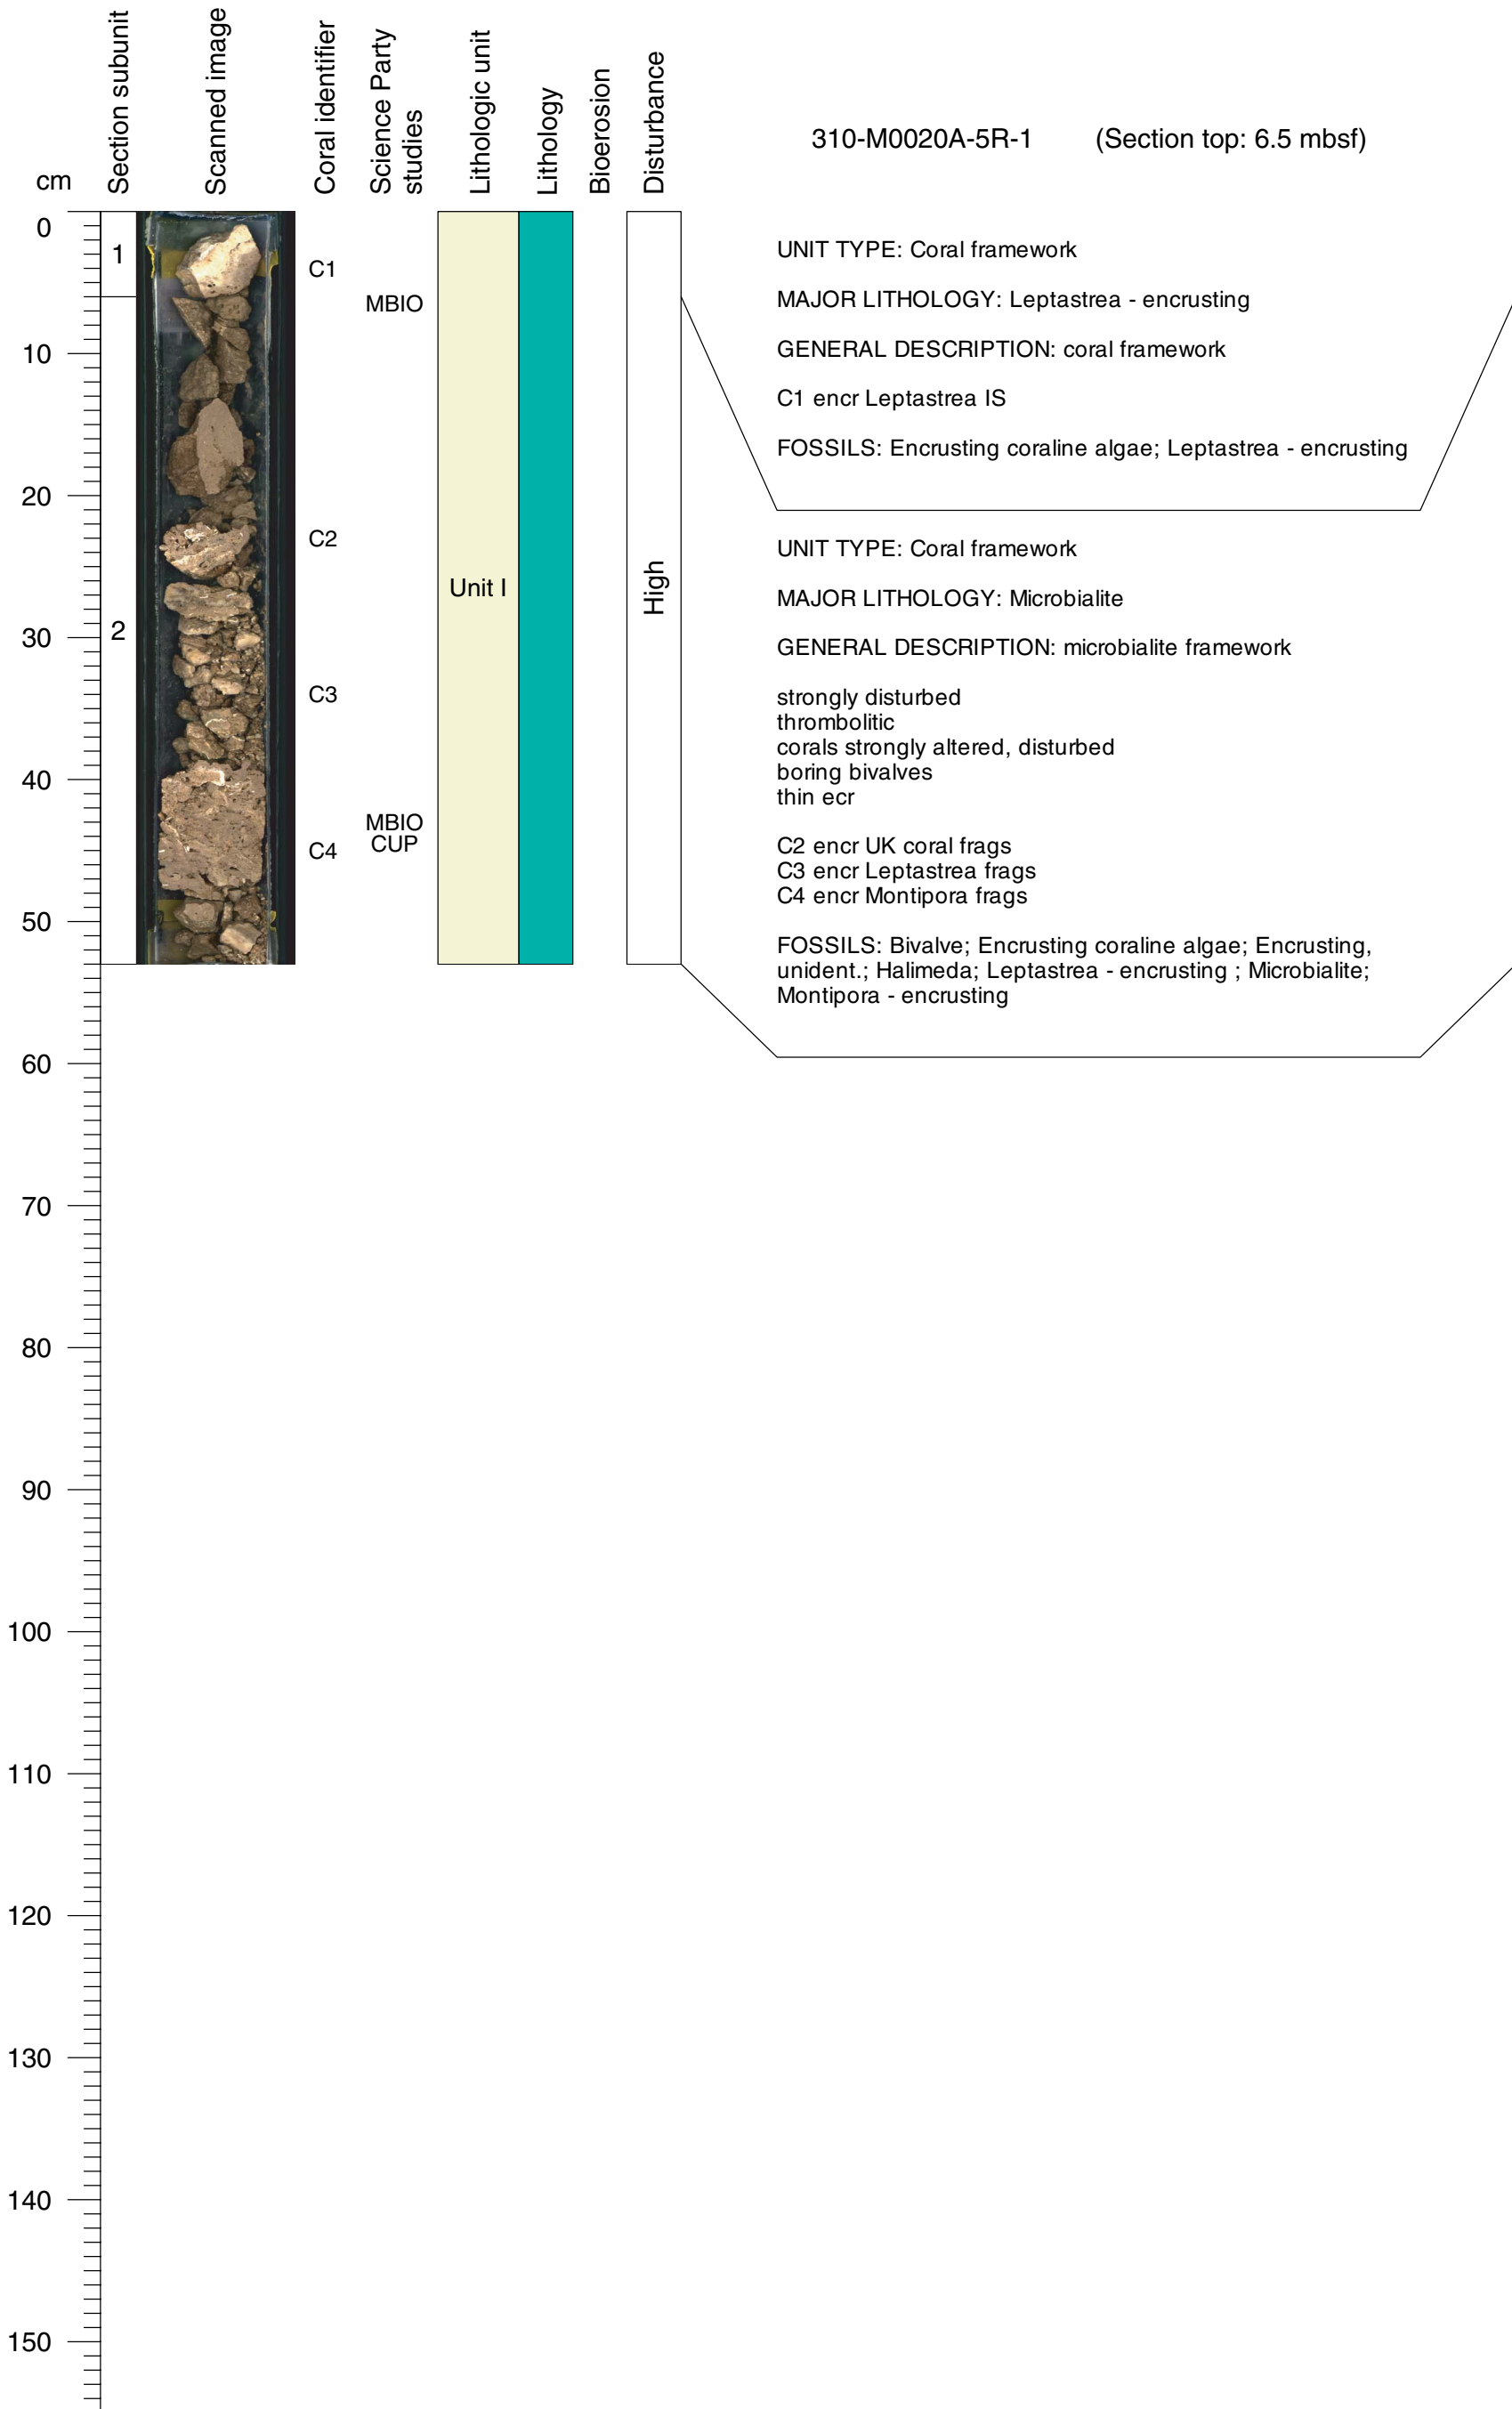 Section subunit
Scanned image
Coral identifier
Science Party
studies
Lithologic unit
Lithology
Bioerosion
Disturbance
310-M0020A-5R-1 (Section top: 6.5 mbsf)
cm
0
10
20
30
40
50
60
70
80
90
100
110
120
130
140
150
1
2
C1
C2
C3
C4
MBIO
MBIO
CUP
Unit I
High
UNIT TYPE: Coral framework
MAJOR LITHOLOGY: Leptastrea - encrusting
GENERAL DESCRIPTION: coral framework
C1 encr Leptastrea IS
FOSSILS: Encrusting coraline algae; Leptastrea - encrusting
UNIT TYPE: Coral framework
MAJOR LITHOLOGY: Microbialite
GENERAL DESCRIPTION: microbialite framework
strongly disturbed
thrombolitic
corals strongly altered, disturbed
boring bivalves
thin ecr
C2 encr UK coral frags
C3 encr Leptastrea frags
C4 encr Montipora frags
FOSSILS: Bivalve; Encrusting coraline algae; Encrusting,
unident.; Halimeda; Leptastrea - encrusting ; Microbialite;
Montipora - encrusting